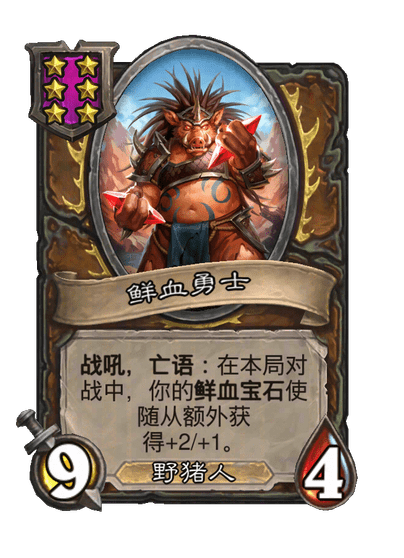 鲜血勇士
战吼，亡语：在本局对
战中，你的鲜血宝石使
随从额外获
得+2/+1。
9
野猪人
4